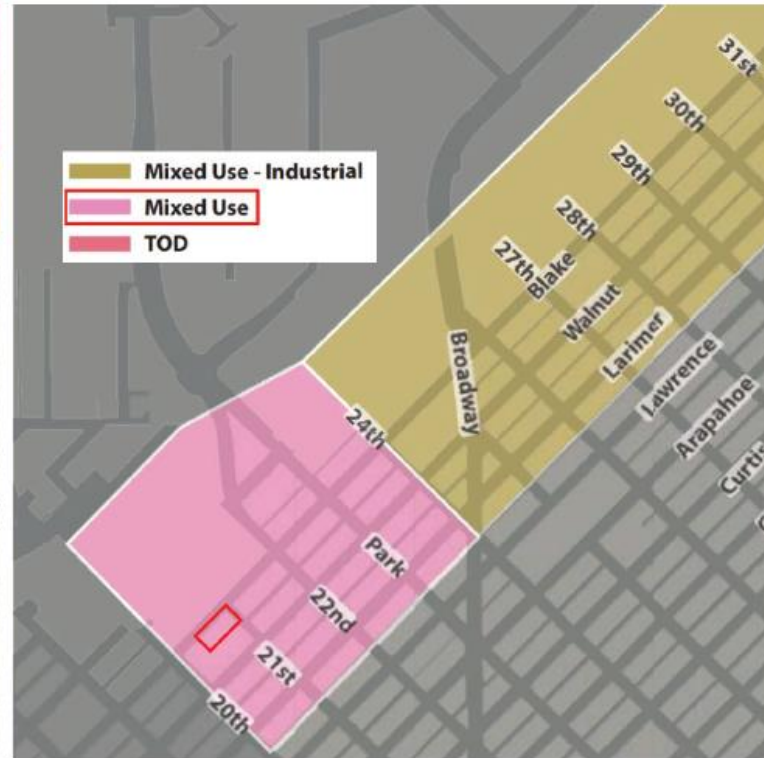 31st
30th
29th
Mixed Use - Industrial
Mixed Use
28th
TOD
27th
Blake
Walnut
Larimer
Broadway
Lawrence
Arapahoe
24th
Park
22nd
21st
20th